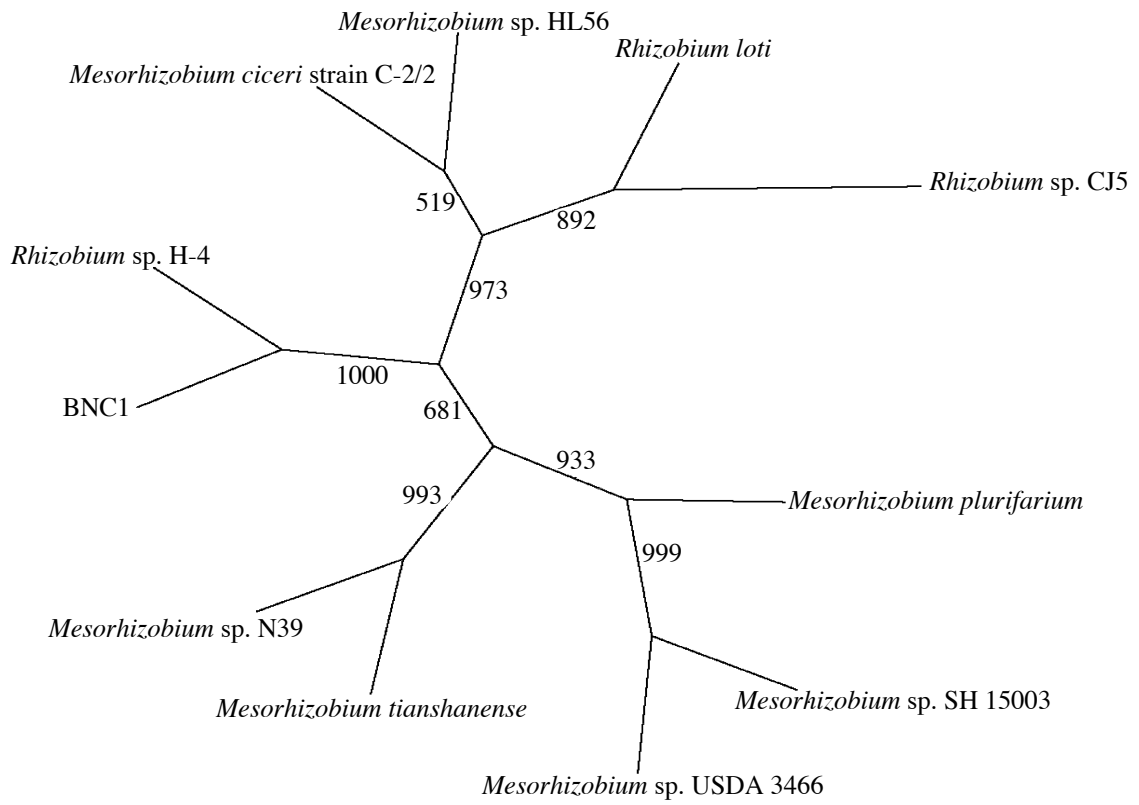 Mesorhizobium sp. HL56
Rhizobium loti
Mesorhizobium ciceri strain C-2/2
Rhizobium sp. CJ5
519
892
Rhizobium sp. H-4
973
1000
BNC1
681
933
993
Mesorhizobium plurifarium
999
Mesorhizobium sp. N39
Mesorhizobium sp. SH 15003
Mesorhizobium tianshanense
Mesorhizobium sp. USDA 3466